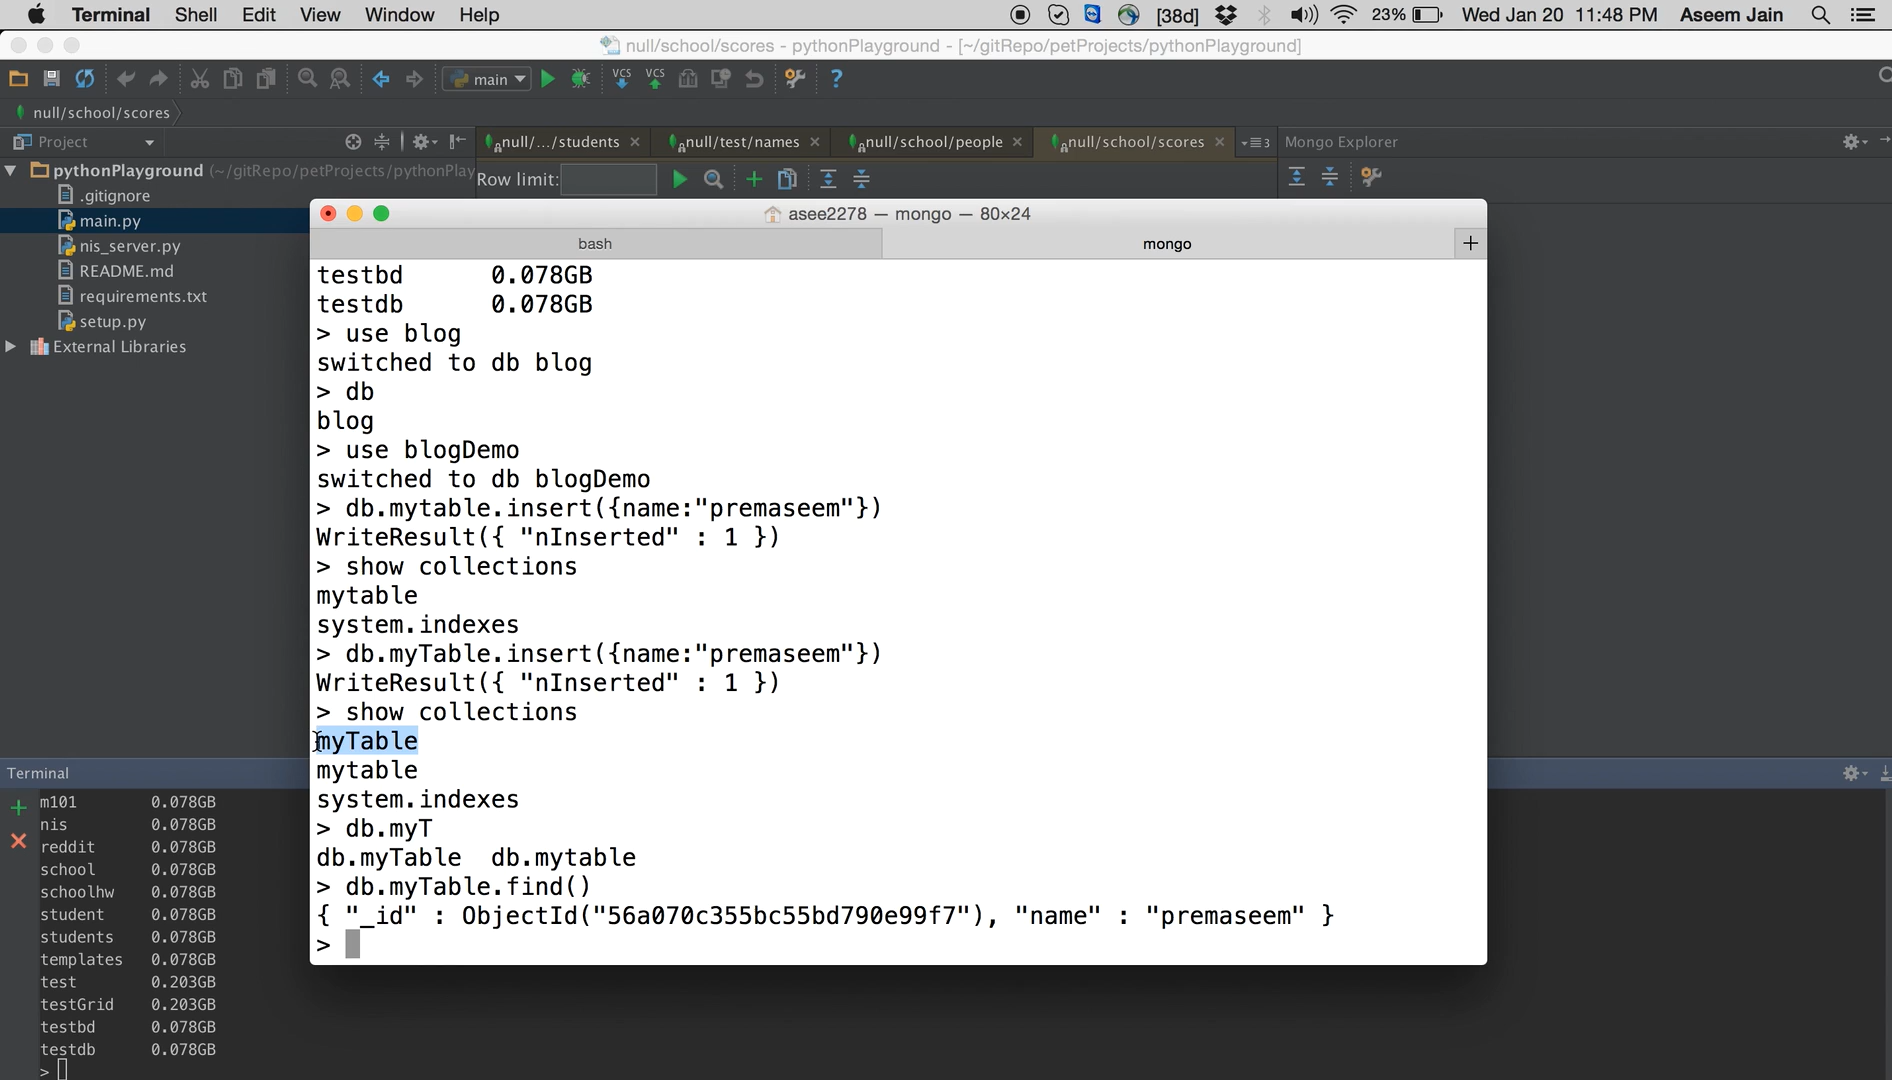 Terminal Shell Edit View Window Help [38d] 23% Wed Jan 20 11:48 PM Aseem Jain
null/school/scores - pythonPlayground - [~/gitRepo/petProjects/pythonPlayground]
main VCS VCS ?
null/school/scores
Project null/.../students null/test/names null/school/people null/school/scores 3 Mongo Explorer
pythonPlayground (~/gitRepo/petProjects/pythonPlay
Row limit:
.gitignore
main.py
nis_server.py
README.md
requirements.txt
setup.py
External Libraries
asee2278 — mongo — 80×24
bash mongo +
testbd 0.078GB
testdb 0.078GB
> use blog
switched to db blog
> db
blog
> use blogDemo
switched to db blogDemo
> db.mytable.insert({name:"premaseem"})
WriteResult({ "nInserted" : 1 })
> show collections
mytable
system.indexes
> db.myTable.insert({name:"premaseem"})
WriteResult({ "nInserted" : 1 })
> show collections
myTable
mytable
system.indexes
> db.myT
db.myTable db.mytable
> db.myTable.find()
{ "_id" : ObjectId("56a070c355bc55bd790e99f7"), "name" : "premaseem" }
>
Terminal
m101 0.078GB
nis 0.078GB
reddit 0.078GB
school 0.078GB
schoolhw 0.078GB
student 0.078GB
students 0.078GB
templates 0.078GB
test 0.203GB
testGrid 0.203GB
testbd 0.078GB
testdb 0.078GB
>